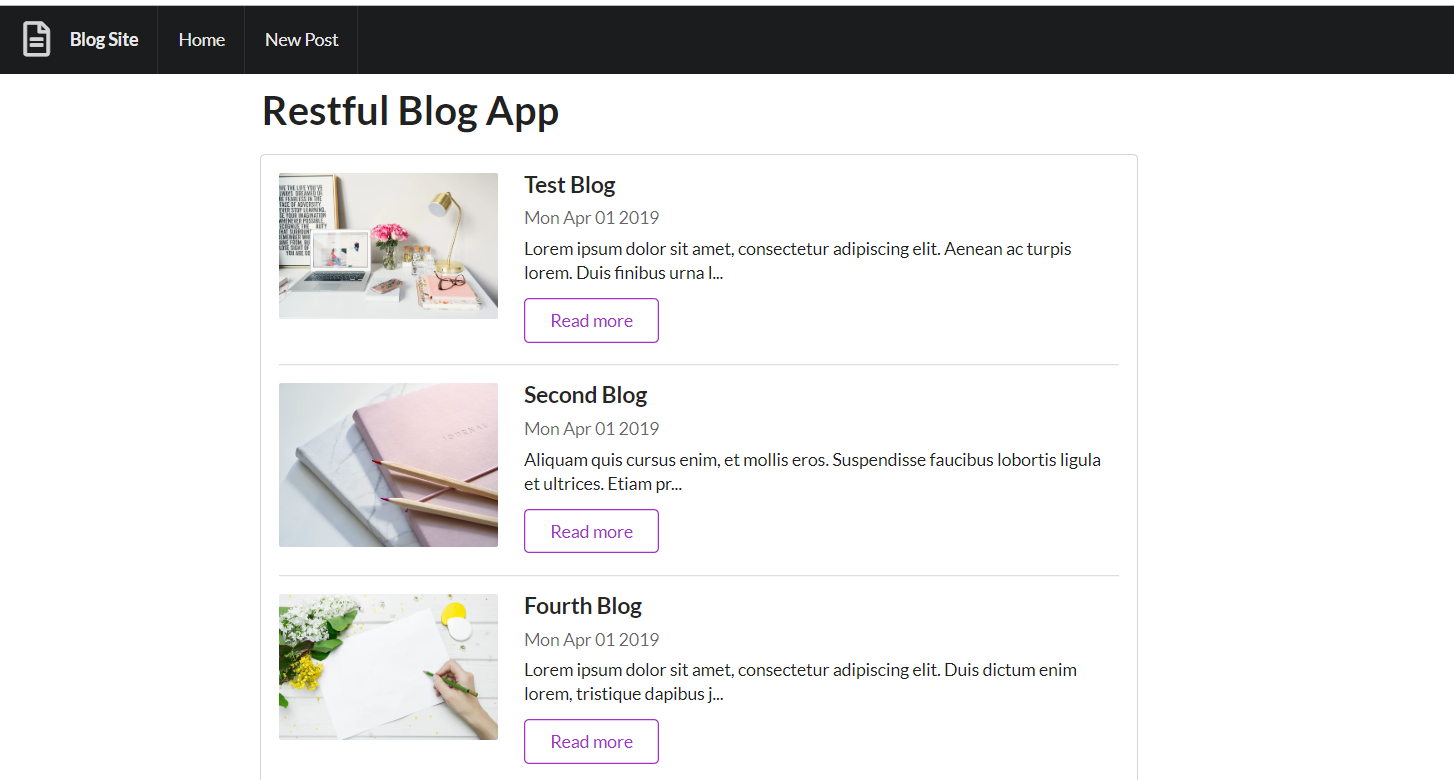 Blog Site
Home
New Post
Restful Blog App
Test Blog
Mon Apr 01 2019
Lorem ipsum dolor sit amet, consectetur adipiscing elit. Aenean ac turpis
lorem. Duis finibus urna l...
Read more
Second Blog
Mon Apr 01 2019
Aliquam quis cursus enim, et mollis eros. Suspendisse faucibus lobortis ligula
et ultrices. Etiam pr...
Read more
JOURNAL
Fourth Blog
Mon Apr 01 2019
Lorem ipsum dolor sit amet, consectetur adipiscing elit. Duis dictum enim
lorem, tristique dapibus j...
Read more